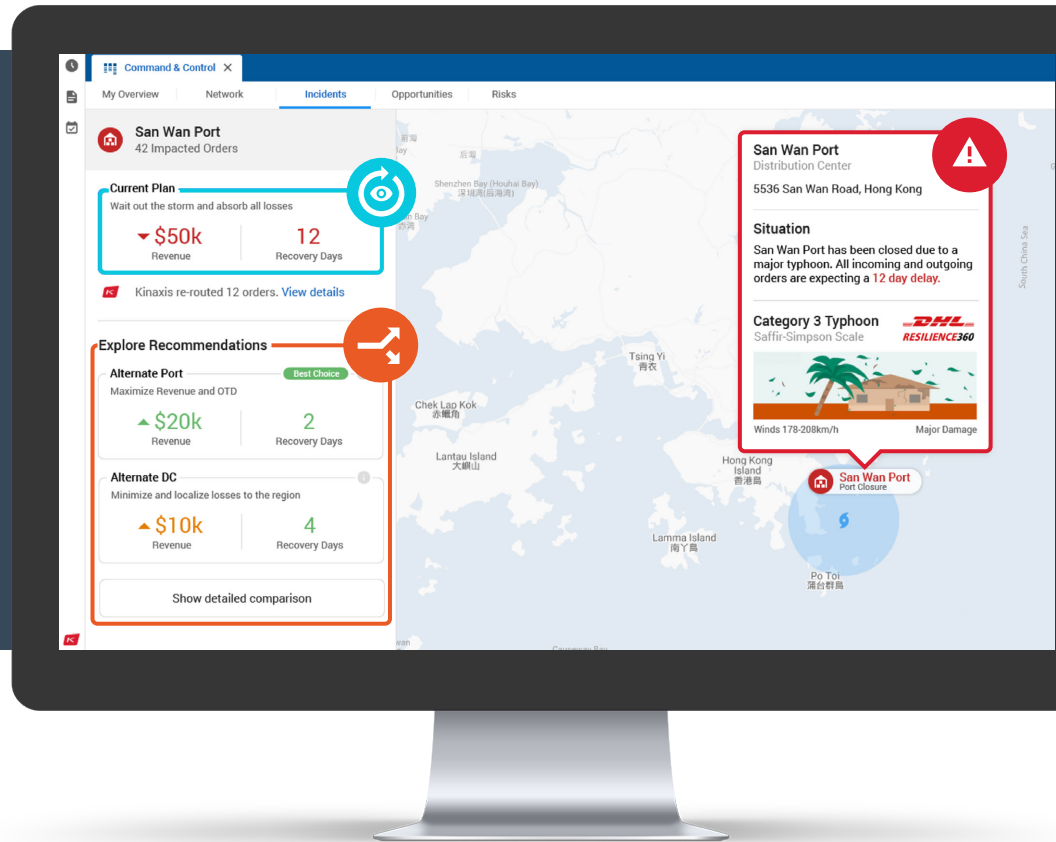 Command & Control
My Overview
Network
Incidents
Opportunities
Risks
San Wan Port
42 Impacted Orders
Current Plan
Wait out the storm and absorb all losses
$50k
Revenue
12
Recovery Days
Kinaxis re-routed 12 orders. View details
Explore Recommendations
Alternate Port
Best Choice
Maximize Revenue and OTD
$20k
Revenue
2
Recovery Days
Alternate DC
Minimize and localize losses to the region
$10k
Revenue
4
Recovery Days
Show detailed comparison
San Wan Port
Distribution Center
5536 San Wan Road, Hong Kong
Situation
San Wan Port has been closed due to a
major typhoon. All incoming and outgoing
orders are expecting a 12 day delay.
Category 3 Typhoon
Saffir-Simpson Scale
DHL
RESILIENCE360
Winds 178-208km/h
Major Damage
San Wan Port
Port Closure
后海
Shenzhen Bay (Houhai Bay)
深圳湾(后海湾)
Bay
Tsing Yi
青衣
Chek Lap Kok
赤鱲角
Lantau Island
大嶼山
Hong Kong
Island
香港島
Lamma Island
南丫島
Po Toi
蒲台群島
South China Sea